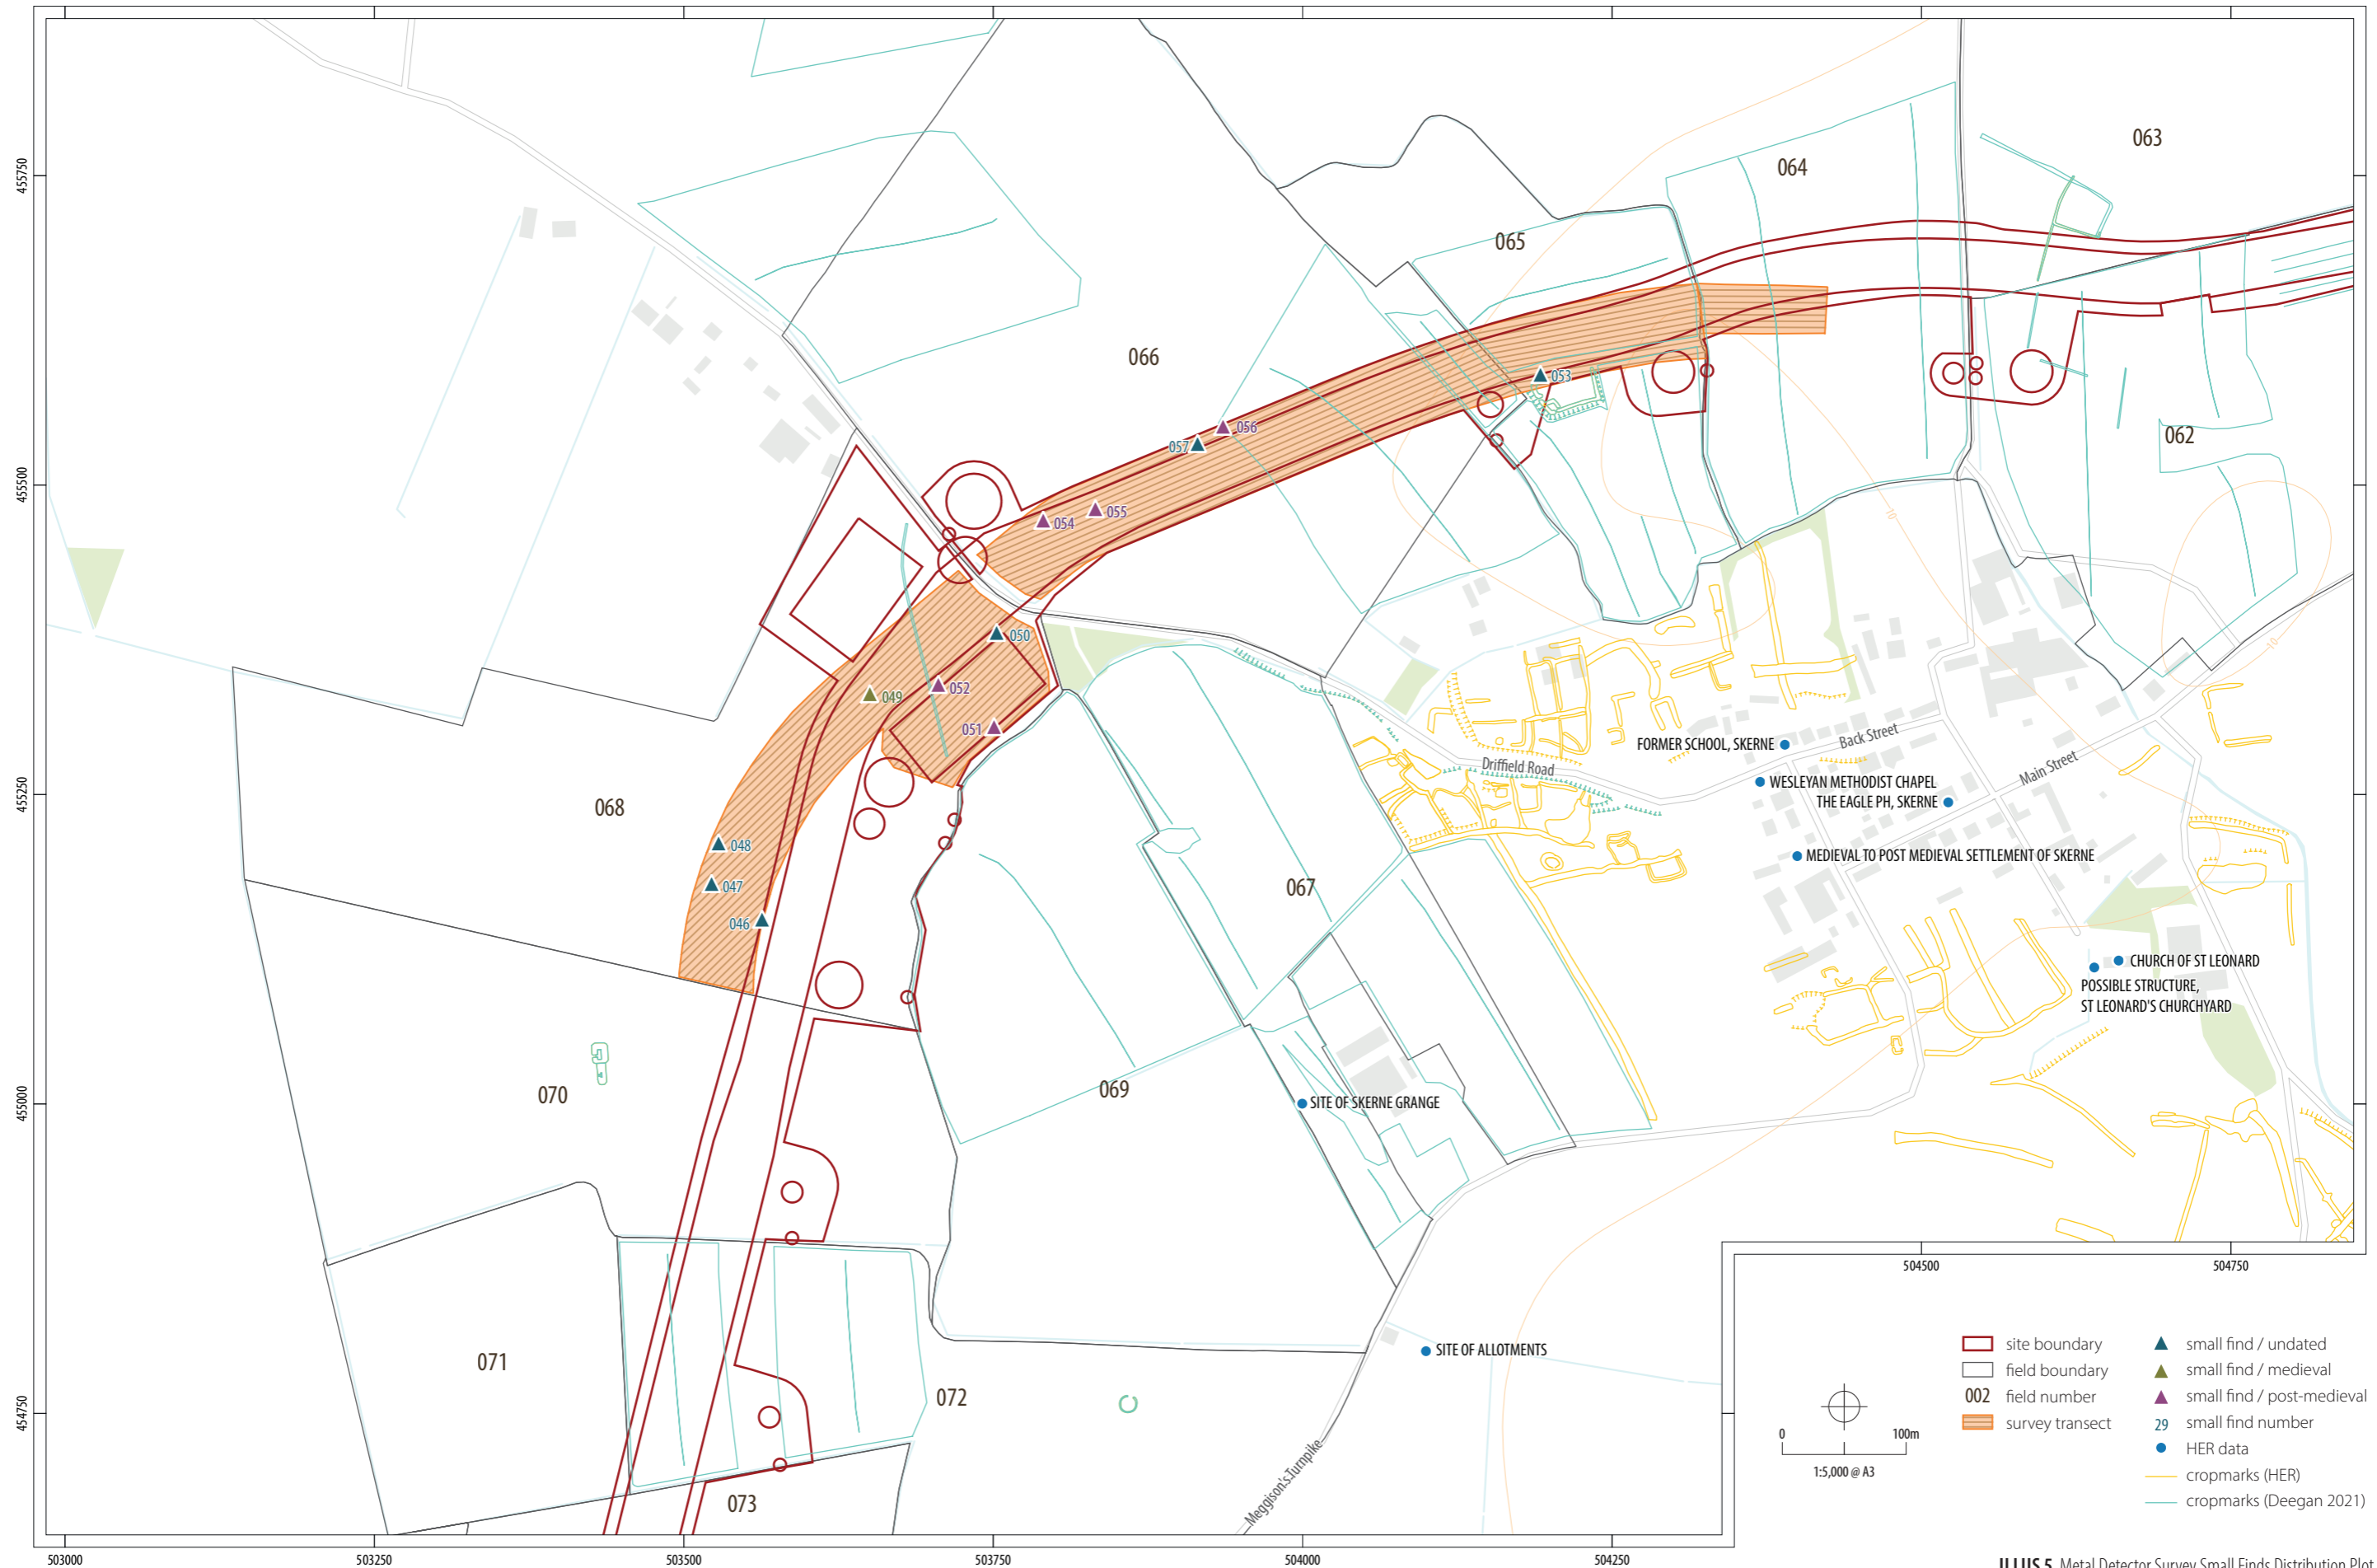 063
064
065
066
062
455750
455500
455250
455000
454750
053
056
057
055
054
050
049
052
051
048
047
046
068
067
070
069
071
072
073
FORMER SCHOOL, SKERNE
Back Street
Driffield Road
WESLEYAN METHODIST CHAPEL
THE EAGLE PH, SKERNE
Main Street
MEDIEVAL TO POST MEDIEVAL SETTLEMENT OF SKERNE
CHURCH OF ST LEONARD
POSSIBLE STRUCTURE,
ST LEONARD'S CHURCHYARD
SITE OF SKERNE GRANGE
SITE OF ALLOTMENTS
Meggison's Turnpike
10
10
504500
504750
site boundary
field boundary
002 field number
survey transect
small find / undated
small find / medieval
small find / post-medieval
29 small find number
HER data
cropmarks (HER)
cropmarks (Deegan 2021)
0 100m
1:5,000 @ A3
503000
503250
503500
503750
504000
504250
ILLUS 5 Metal Detector Survey Small Finds Distribution Plot